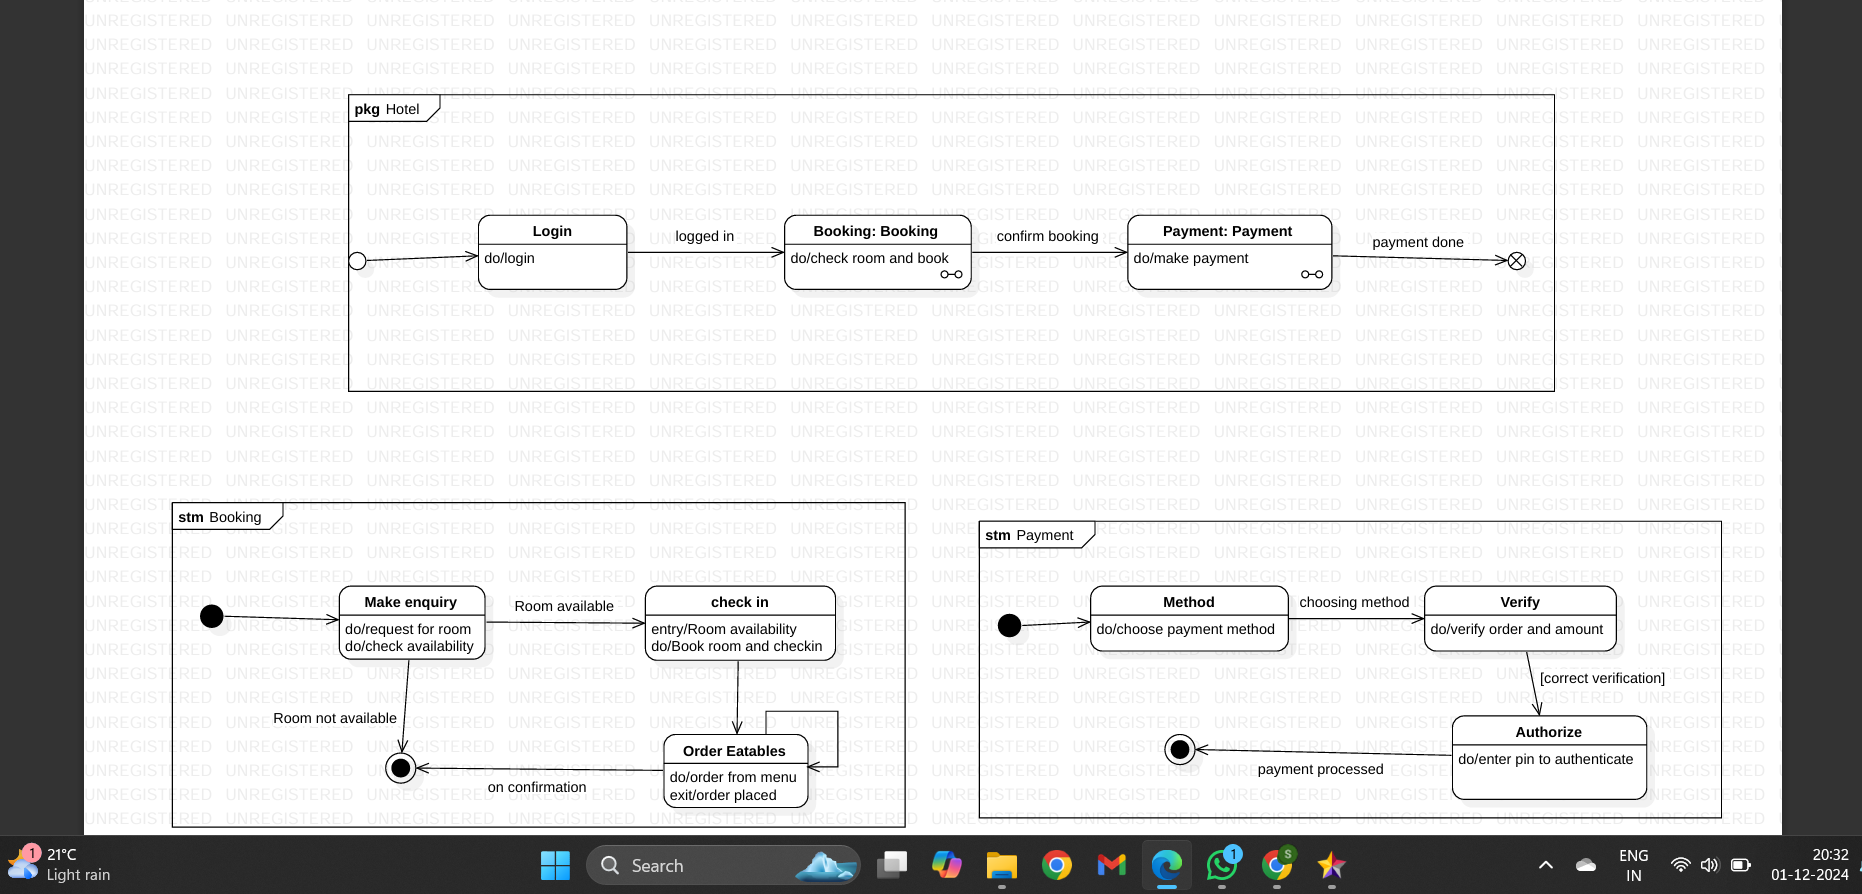 pkg Hotel
Login
do/login
logged in
Booking: Booking
do/check room and book
confirm booking
Payment: Payment
do/make payment
payment done
stm Booking
Make enquiry
do/request for room
do/check availability
Room available
check in
entry/Room availability
do/Book room and checkin
Room not available
Order Eatables
do/order from menu
exit/order placed
on confirmation
stm Payment
Method
do/choose payment method
choosing method
Verify
do/verify order and amount
[correct verification]
Authorize
do/enter pin to authenticate
payment processed
UNREGISTERED
1
21°C
Light rain
Search
1
S
ENG
IN
20:32
01-12-2024